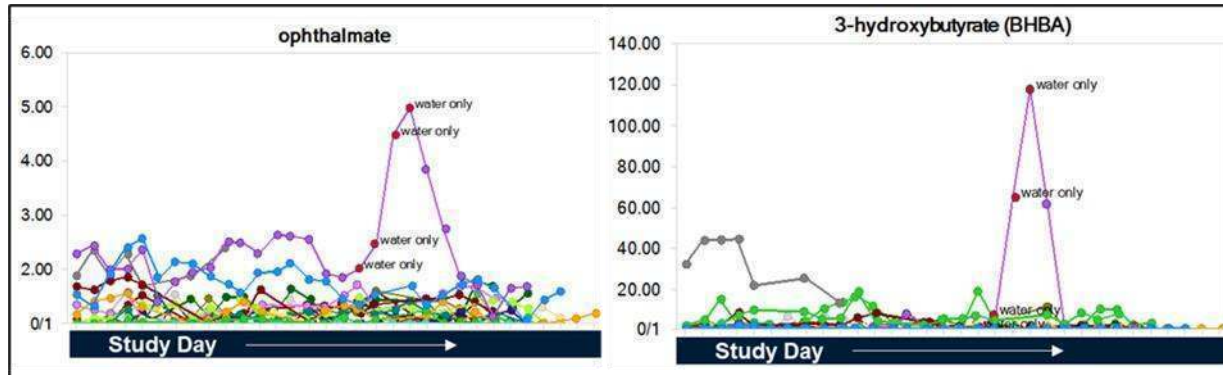 ophthalmate
6.00
5.00
4.00
3.00
2.00
0/1
water only
water only
water only
water only
Study Day
3-hydroxybutyrate (BHBA)
140.00
120.00
100.00
80.00
60.00
40.00
20.00
0/1
water only
water only
water only
water only
Study Day